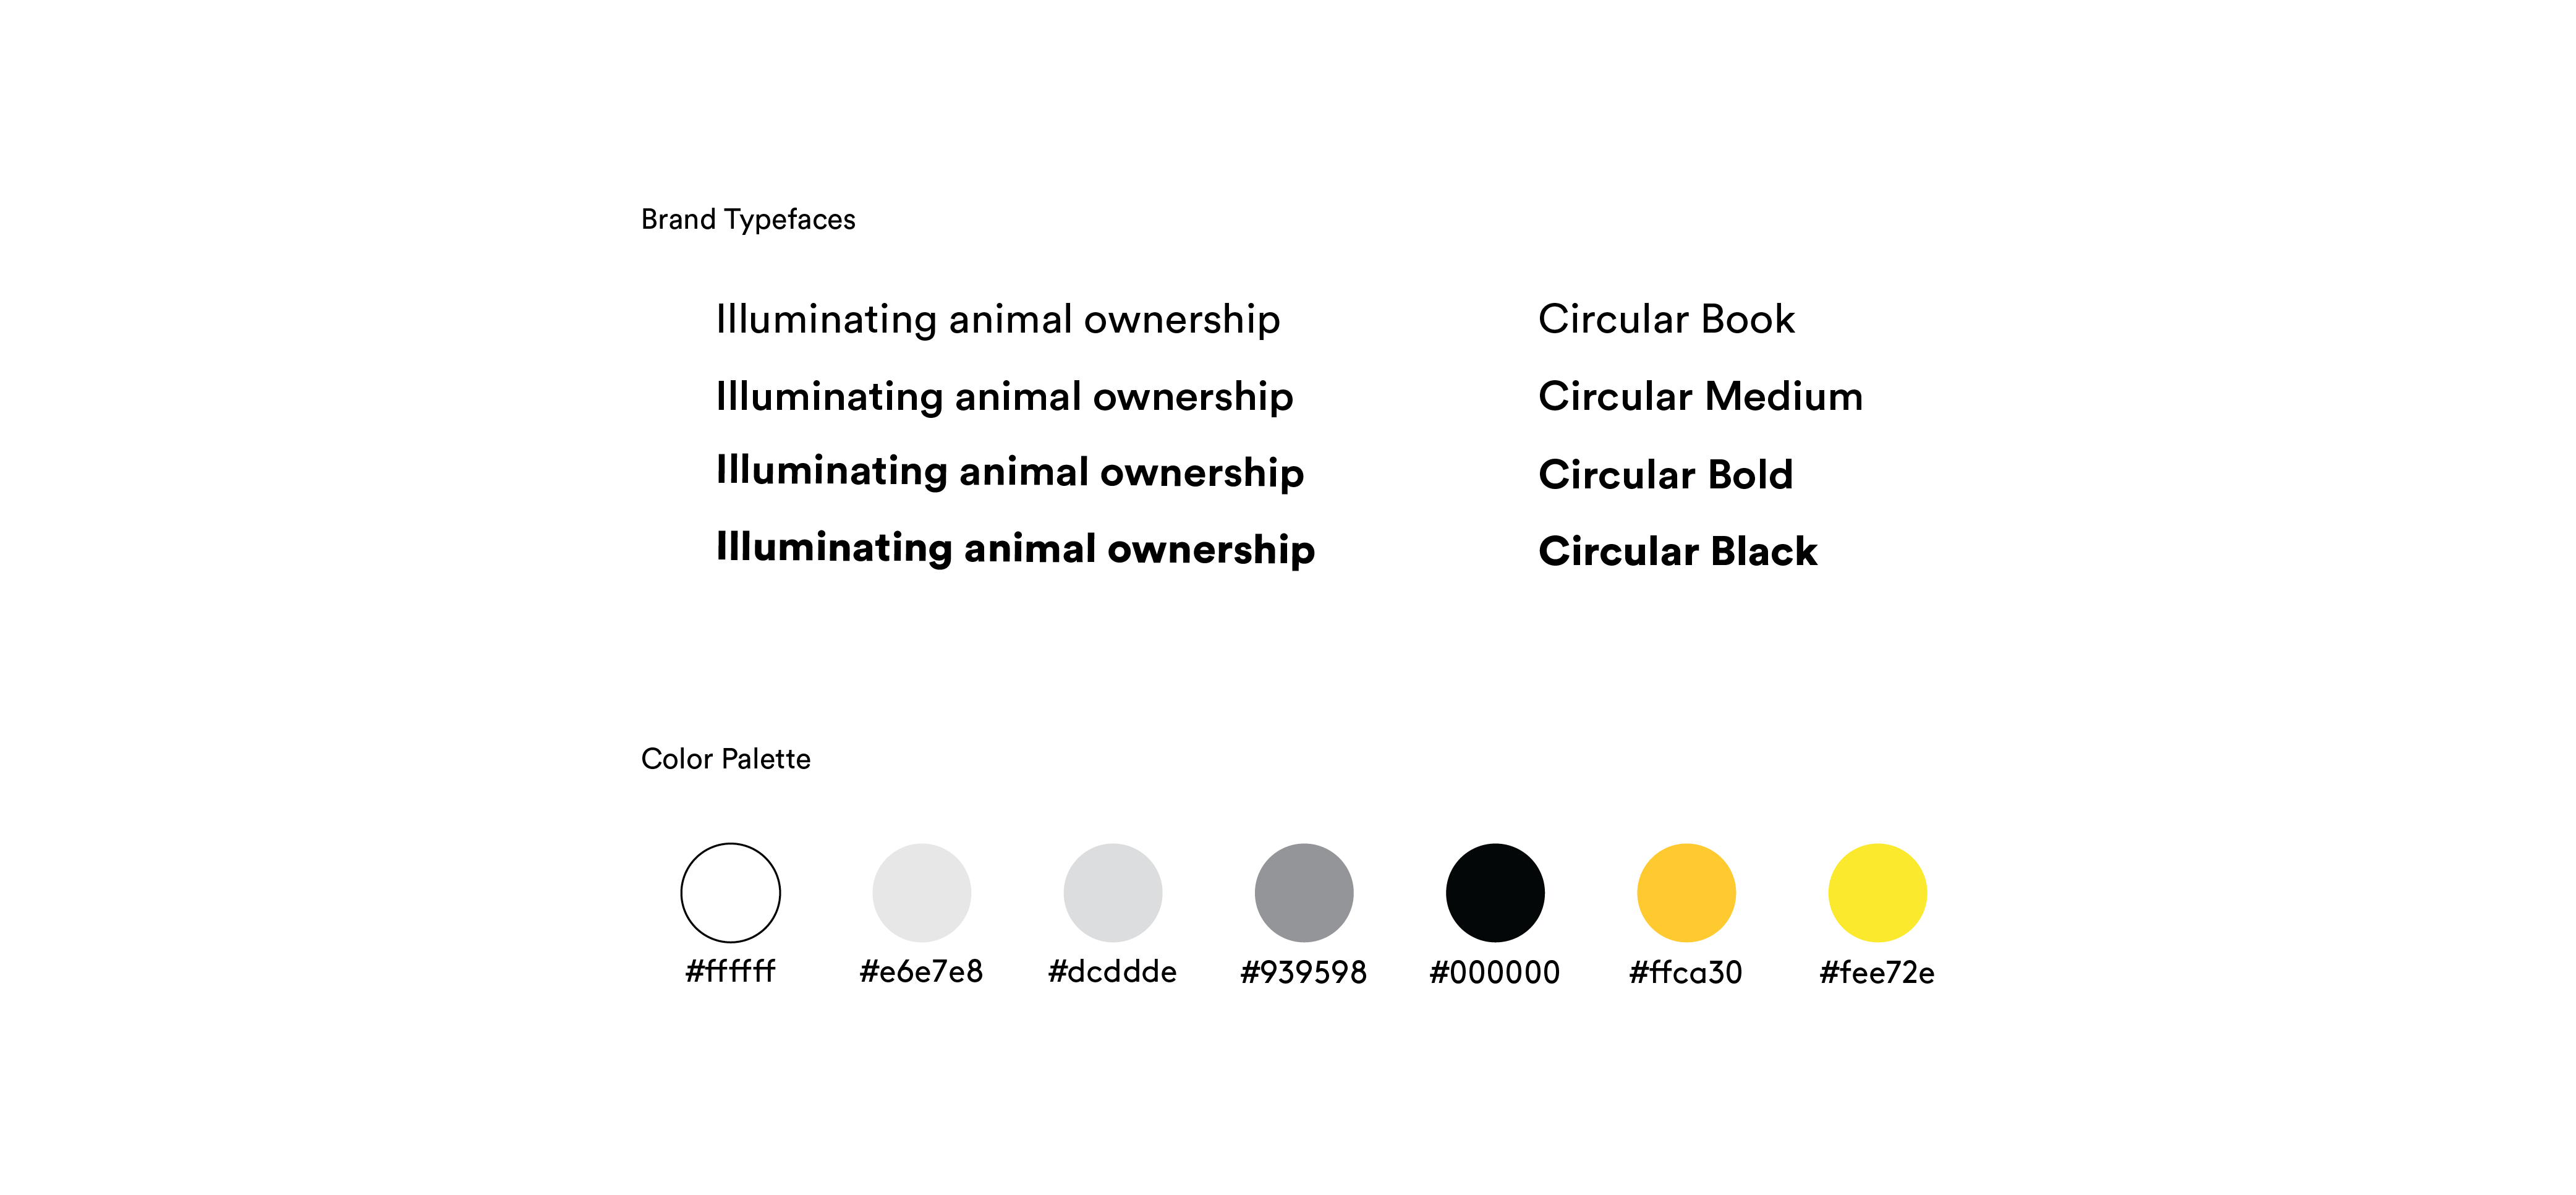 Brand Typefaces
Illuminating animal ownership
Circular Book
Illuminating animal ownership
Circular Medium
Illuminating animal ownership
Circular Bold
Illuminating animal ownership
Circular Black
Color Palette
#ffffff
#e6e7e8
#dcddde
#939598
#000000
#ffca30
#fee72e